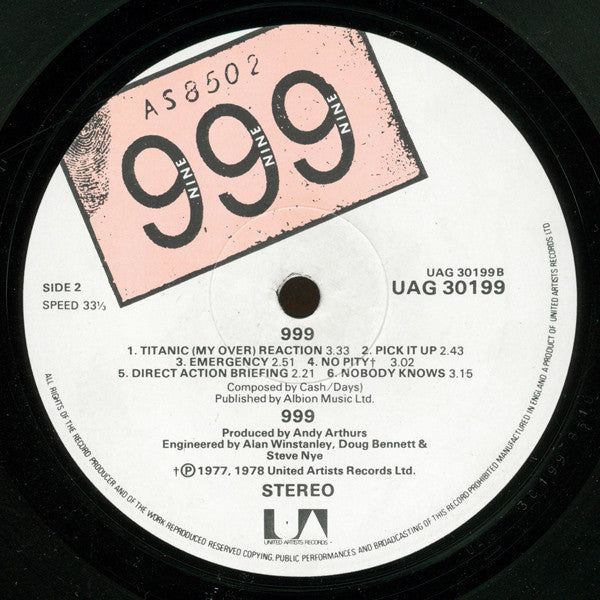 AS8502
999
NINE NINE NINE
SIDE 2
SPEED 33⅓
UAG 30199B
UAG 30199
999
1. TITANIC (MY OVER) REACTION 3.33 2. PICK IT UP 2.43
3. EMERGENCY 2.51 4. NO PITY† 3.02
5. DIRECT ACTION BRIEFING 2.21 6. NOBODY KNOWS 3.15
Composed by Cash/Days)
Published by Albion Music Ltd.
999
Produced by Andy Arthurs
Engineered by Alan Winstanley, Doug Bennett &
Steve Nye
†Ⓟ1977, 1978 United Artists Records Ltd.
STEREO
UA
UNITED ARTISTS RECORDS
ALL RIGHTS OF THE RECORD PRODUCER AND OF THE WORK REPRODUCED RESERVED COPYING, PUBLIC PERFORMANCES AND BROADCASTING OF THIS RECORD PROHIBITED MANUFACTURED IN ENGLAND A PRODUCT OF UNITED ARTISTS RECORDS LTD